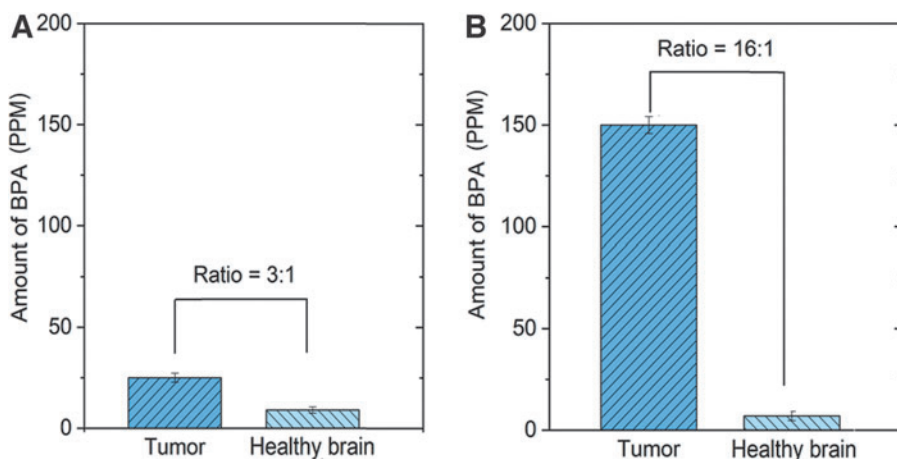 A
Amount of BPA (PPM)
200
150
100
50
0
Ratio = 3:1
Tumor
Healthy brain
B
Amount of BPA (PPM)
200
150
100
50
0
Ratio = 16:1
Tumor
Healthy brain